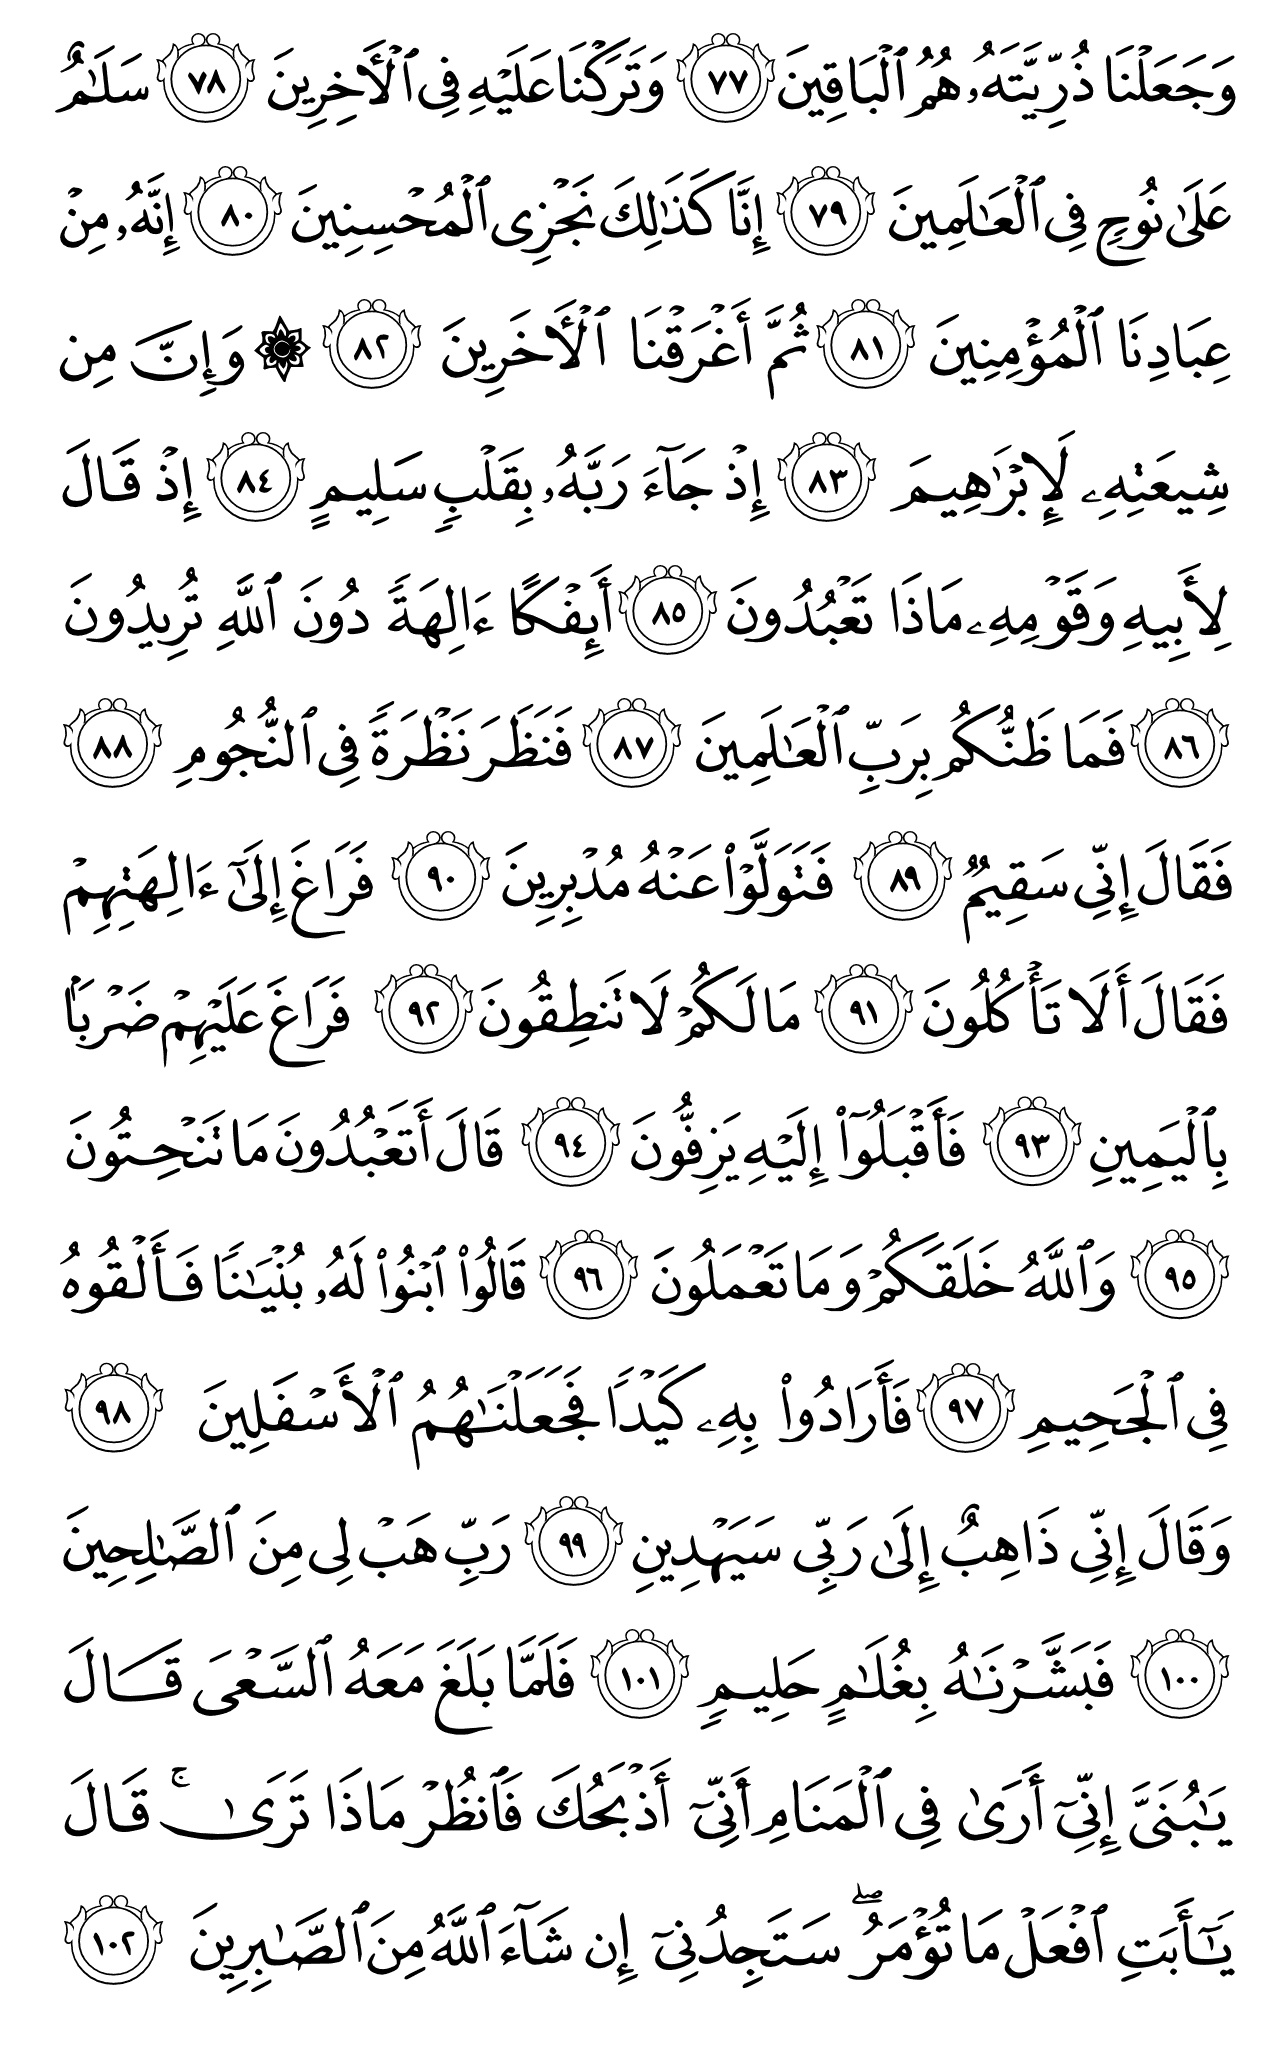 وَجَعَلْنَا ذُرِّيَّتَهُۥ هُمُ ٱلْبَاقِينَ ٧٧ وَتَرَكْنَا عَلَيْهِ فِى ٱلْأَخِرِينَ ٧٨ سَلَـٰمٌ
عَلَىٰ نُوحٍ فِى ٱلْعَـٰلَمِينَ ٧٩ إِنَّا كَذَٰلِكَ نَجْزِى ٱلْمُحْسِنِينَ ٨٠ إِنَّهُۥ مِنْ
عِبَادِنَا ٱلْمُؤْمِنِينَ ٨١ ثُمَّ أَغْرَقْنَا ٱلْأَخَرِينَ ٨٢ ۞ وَإِنَّ مِن
شِيعَتِهِۦ لَإِبْرَٰهِيمَ ٨٣ إِذْ جَآءَ رَبَّهُۥ بِقَلْبٍ سَلِيمٍ ٨٤ إِذْ قَالَ
لِأَبِيهِ وَقَوْمِهِۦ مَاذَا تَعْبُدُونَ ٨٥ أَئِفْكًا ءَالِهَةً دُونَ ٱللَّهِ تُرِيدُونَ
٨٦ فَمَا ظَنُّكُم بِرَبِّ ٱلْعَـٰلَمِينَ ٨٧ فَنَظَرَ نَظْرَةً فِى ٱلنُّجُومِ ٨٨
فَقَالَ إِنِّى سَقِيمٌ ٨٩ فَتَوَلَّوْا۟ عَنْهُ مُدْبِرِينَ ٩٠ فَرَاغَ إِلَىٰٓ ءَالِهَتِهِمْ
فَقَالَ أَلَا تَأْكُلُونَ ٩١ مَا لَكُمْ لَا تَنطِقُونَ ٩٢ فَرَاغَ عَلَيْهِمْ ضَرْبًۢا
بِٱلْيَمِينِ ٩٣ فَأَقْبَلُوٓا۟ إِلَيْهِ يَزِفُّونَ ٩٤ قَالَ أَتَعْبُدُونَ مَا تَنْحِتُونَ
٩٥ وَٱللَّهُ خَلَقَكُمْ وَمَا تَعْمَلُونَ ٩٦ قَالُوا۟ ٱبْنُوا۟ لَهُۥ بُنْيَـٰنًا فَأَلْقُوهُ
فِى ٱلْجَحِيمِ ٩٧ فَأَرَادُوا۟ بِهِۦ كَيْدًا فَجَعَلْنَـٰهُمُ ٱلْأَسْفَلِينَ ٩٨
وَقَالَ إِنِّى ذَاهِبٌ إِلَىٰ رَبِّى سَيَهْدِينِ ٩٩ رَبِّ هَبْ لِى مِنَ ٱلصَّـٰلِحِينَ
١٠٠ فَبَشَّرْنَـٰهُ بِغُلَـٰمٍ حَلِيمٍ ١٠١ فَلَمَّا بَلَغَ مَعَهُ ٱلسَّعْىَ قَالَ
يَـٰبُنَىَّ إِنِّىٓ أَرَىٰ فِى ٱلْمَنَامِ أَنِّىٓ أَذْبَحُكَ فَٱنظُرْ مَاذَا تَرَىٰ ۚ قَالَ
يَـٰٓأَبَتِ ٱفْعَلْ مَا تُؤْمَرُ ۖ سَتَجِدُنِىٓ إِن شَآءَ ٱللَّهُ مِنَ ٱلصَّـٰبِرِينَ ١٠٢